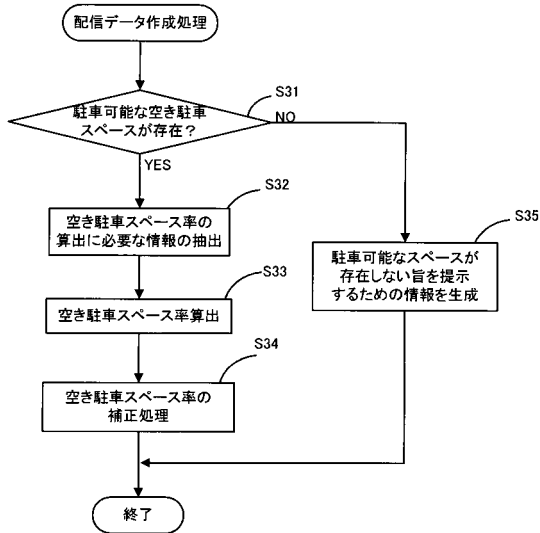 配信データ作成処理
S31
駐車可能な空き駐車
スペースが存在？
NO
YES
S32
空き駐車スペース率の
算出に必要な情報の抽出
S35
駐車可能なスペースが
存在しない旨を提示
するための情報を生成
S33
空き駐車スペース率算出
S34
空き駐車スペース率の
補正処理
終了